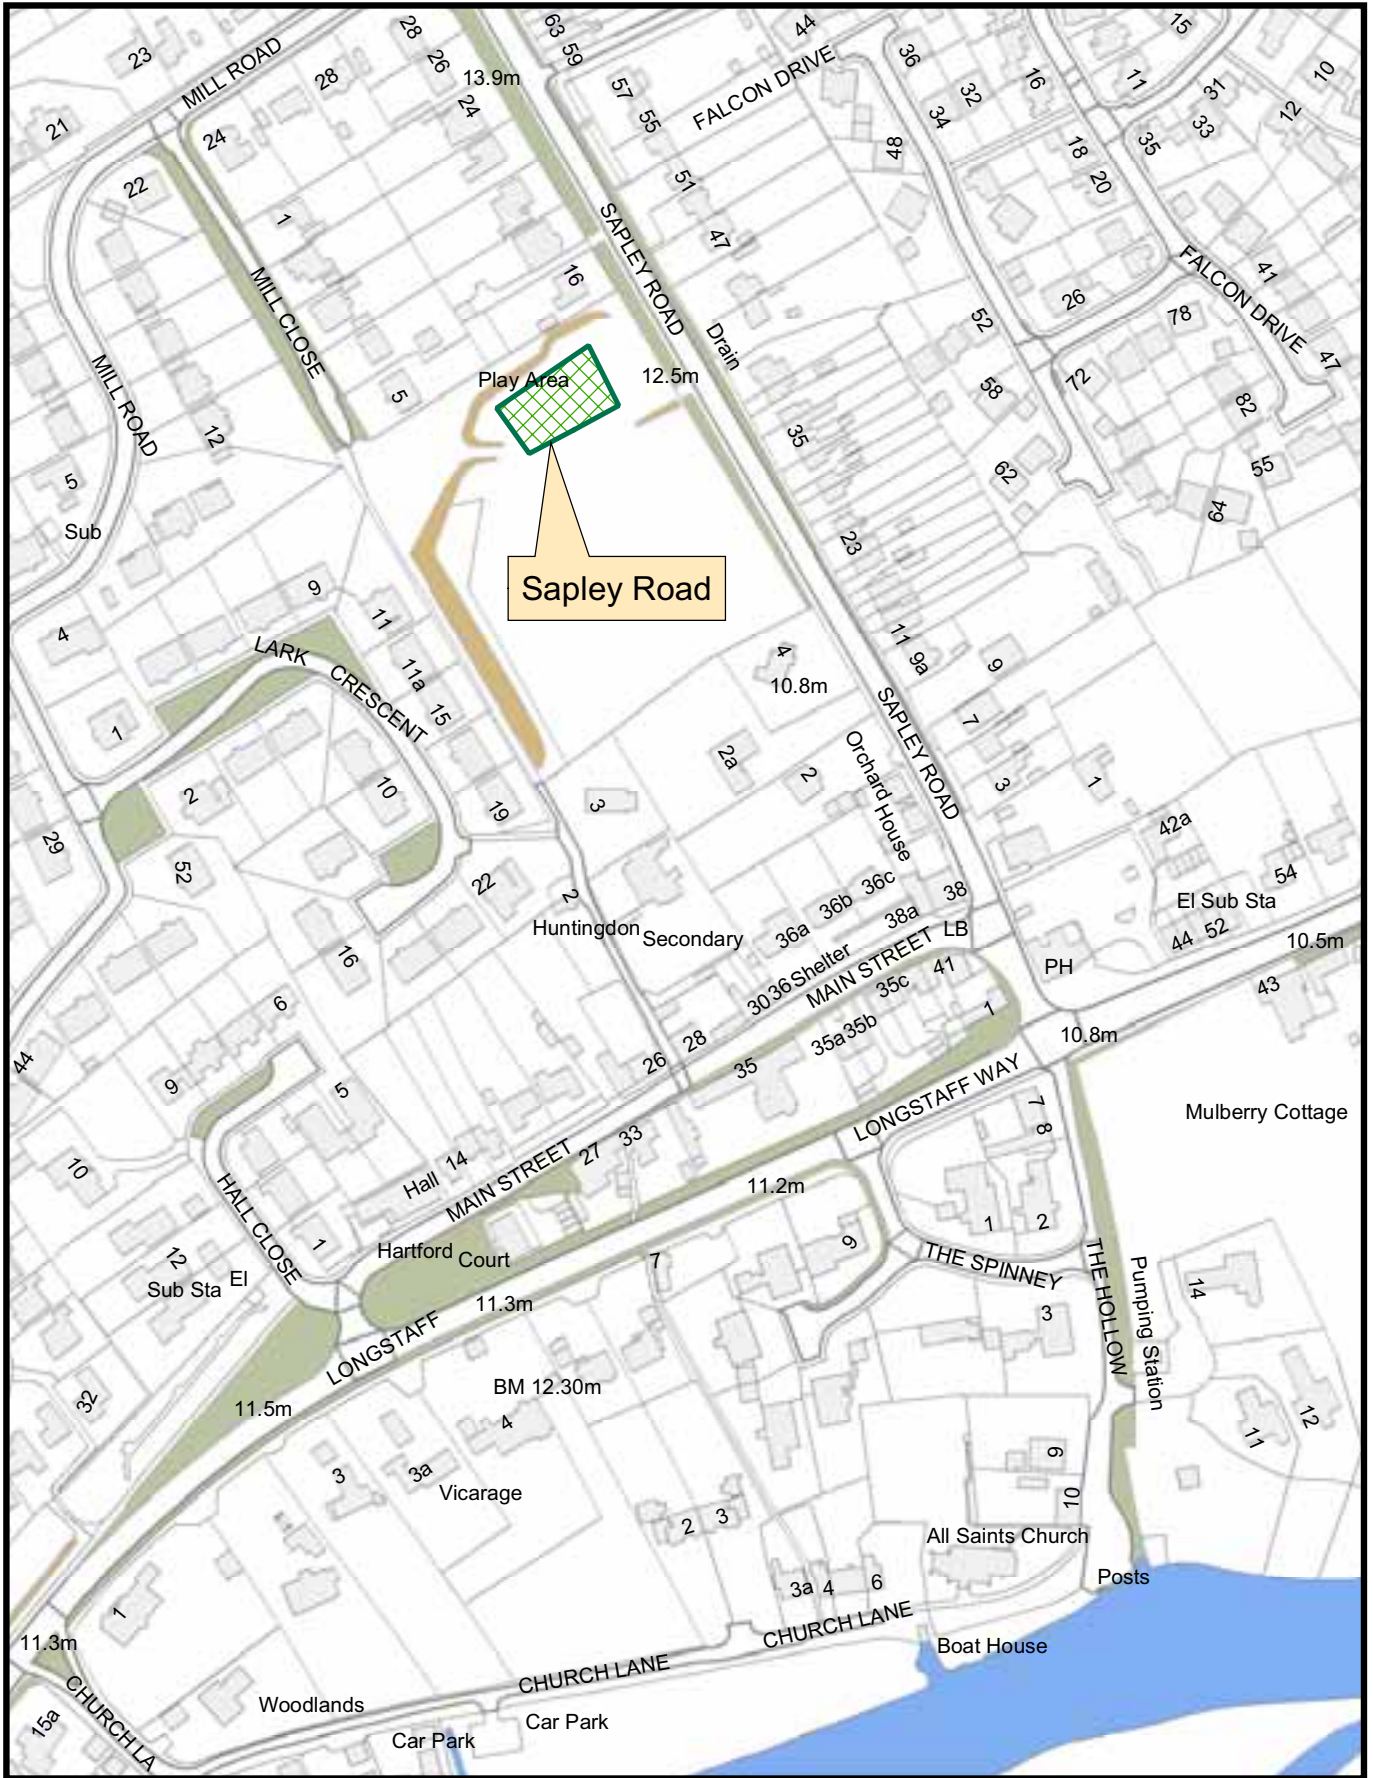 23
MILL ROAD
28
28
26
24
13.9m
63
59
57
55
44
FALCON DRIVE
36
32
34
16
15
11
31
33
35
12
10
21
24
22
1
51
47
48
18
20
MILL CLOSE
SAPLEY ROAD
16
Drain
52
26
FALCON DRIVE
41
78
47
MILL ROAD
12
5
Play Area
12.5m
58
72
82
35
62
55
64
5
Sub
Sapley Road
23
9
4
LARK CRESCENT
11
11a
15
1
4
10.8m
11
9a
9
SAPLEY ROAD
7
2
10
19
3
2a
2
Orchard House
3
1
42a
29
52
22
2
36a
36b
36c
38a
38
54
El Sub Sta
44
52
10.5m
16
Huntingdon
Secondary
LB
PH
43
6
30
36
Shelter
MAIN STREET
35c
41
1
44
9
5
26
28
35
35a
35b
10.8m
LONGSTAFF WAY
7
8
Mulberry Cottage
10
Hall
14
MAIN STREET
27
33
11.2m
HALL CLOSE
1
12
Sub Sta
El
Hartford
Court
7
9
1
2
THE SPINNEY
THE HOLLOW
Pumping Station
14
11.3m
LONGSTAFF
3
32
11.5m
BM 12.30m
4
3
3a
Vicarage
2
3
9
10
11
12
All Saints Church
1
3a
4
6
Posts
11.3m
CHURCH LANE
Boat House
CHURCH LANE
CHURCH LA
15a
Woodlands
Car Park
Car Park